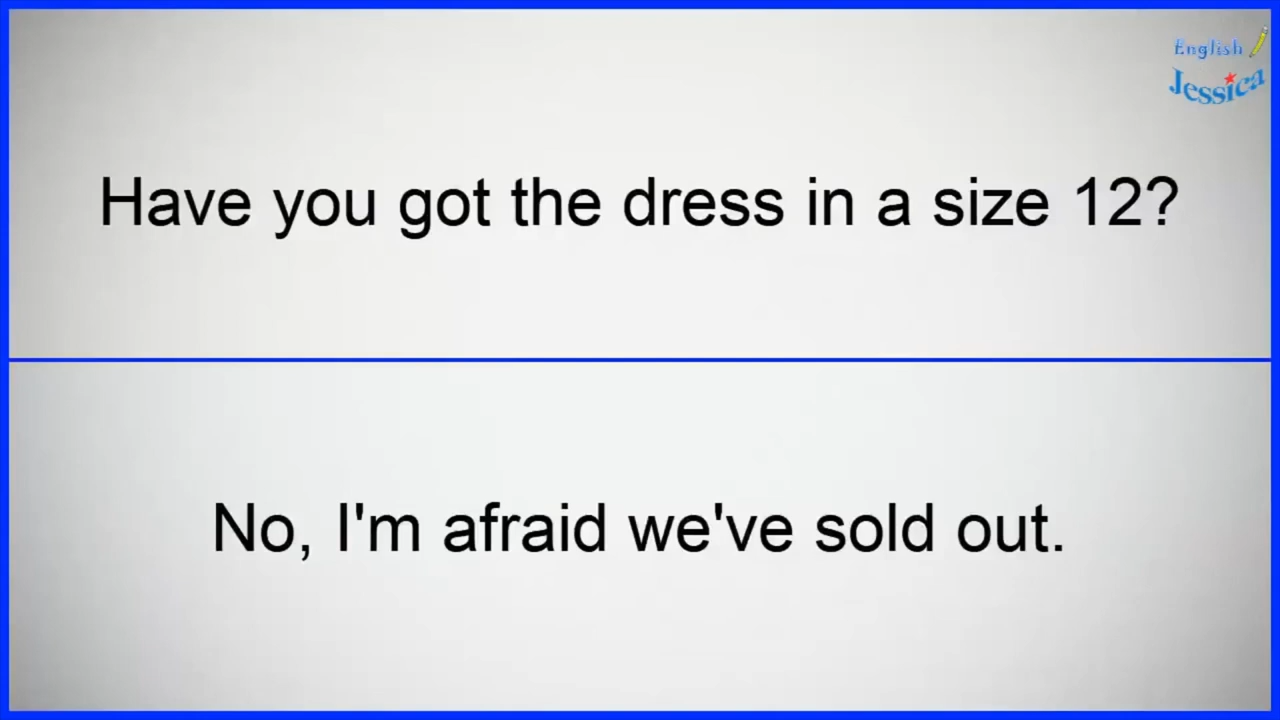 English
Jessica
Have you got the dress in a size 12?
No, I'm afraid we've sold out.